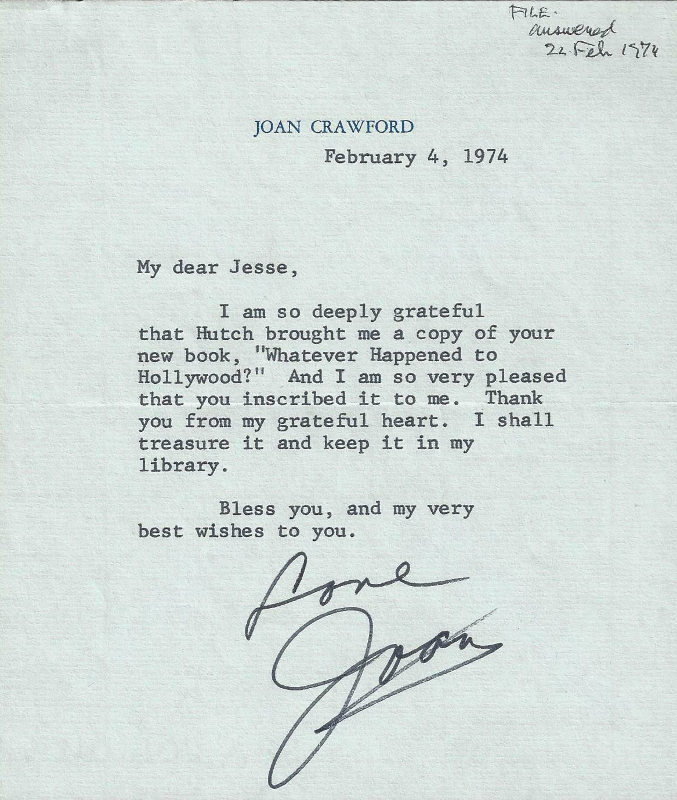 FILE.
answered
22 Feb 1974
JOAN CRAWFORD
February 4, 1974
My dear Jesse,
I am so deeply grateful
that Hutch brought me a copy of your
new book, "Whatever Happened to
Hollywood?" And I am so very pleased
that you inscribed it to me. Thank
you from my grateful heart. I shall
treasure it and keep it in my
library.
Bless you, and my very
best wishes to you.
Love
Joan